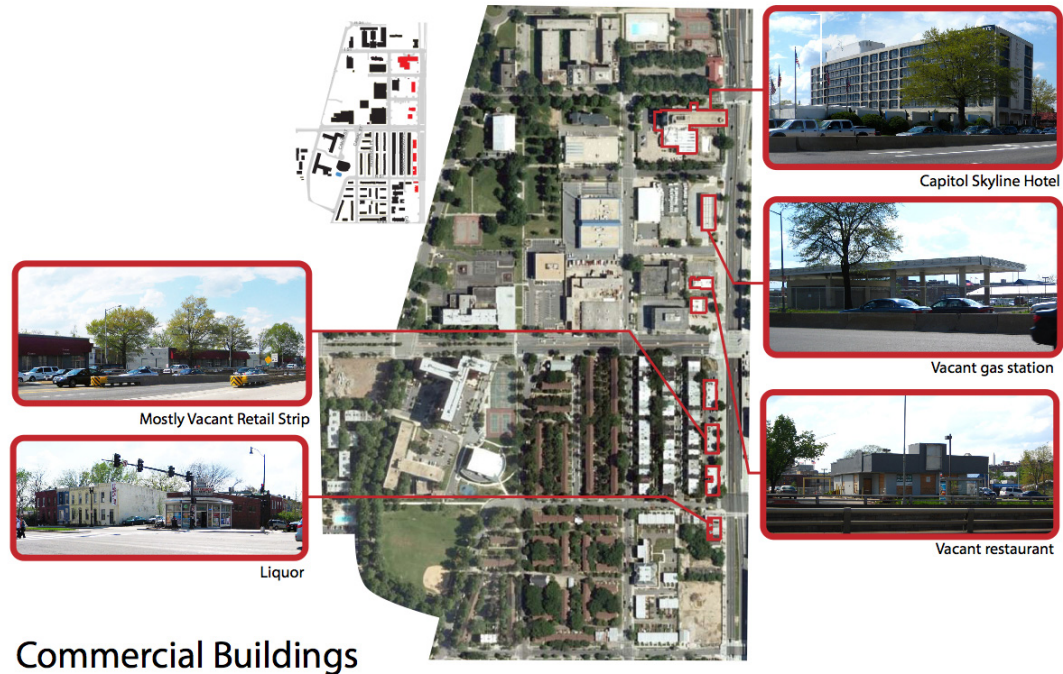 Capitol Skyline Hotel
Vacant gas station
Mostly Vacant Retail Strip
Vacant restaurant
Liquor
Commercial Buildings